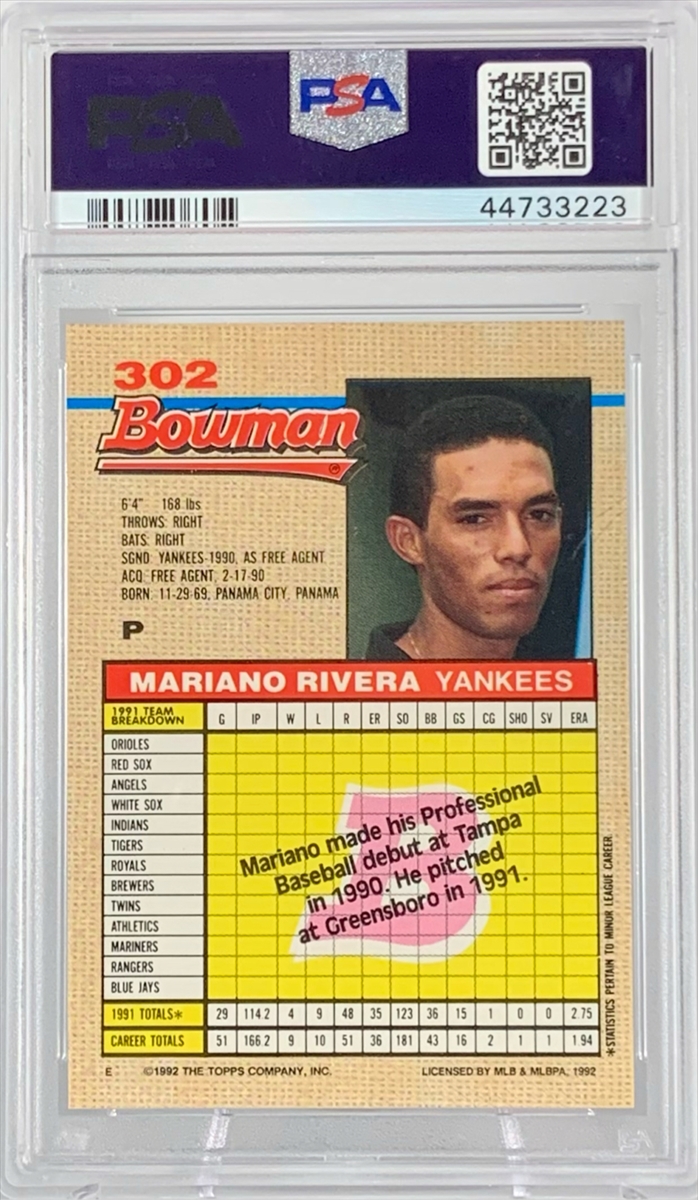 PSA
PSA
44733223
302
Bowman
6'4" 168 lbs
THROWS: RIGHT
BATS: RIGHT
SGND: YANKEES-1990, AS FREE AGENT
ACQ: FREE AGENT, 2-17-90
BORN: 11-29-69, PANAMA CITY, PANAMA
P
MARIANO RIVERA YANKEES
1991 TEAM BREAKDOWN G IP W L R ER SO BB GS CG SHO SV ERA
ORIOLES
RED SOX
ANGELS
WHITE SOX
INDIANS
TIGERS
ROYALS
BREWERS
TWINS
ATHLETICS
MARINERS
RANGERS
BLUE JAYS
B
Mariano made his Professional
Baseball debut at Tampa
in 1990. He pitched
at Greensboro in 1991.
1991 TOTALS* 29 114.2 4 9 48 35 123 36 15 1 0 0 2.75
CAREER TOTALS 51 166.2 9 10 51 36 181 43 16 2 1 1 1.94
*STATISTICS PERTAIN TO MINOR LEAGUE CAREER
E ©1992 THE TOPPS COMPANY, INC. LICENSED BY MLB & MLBPA, 1992